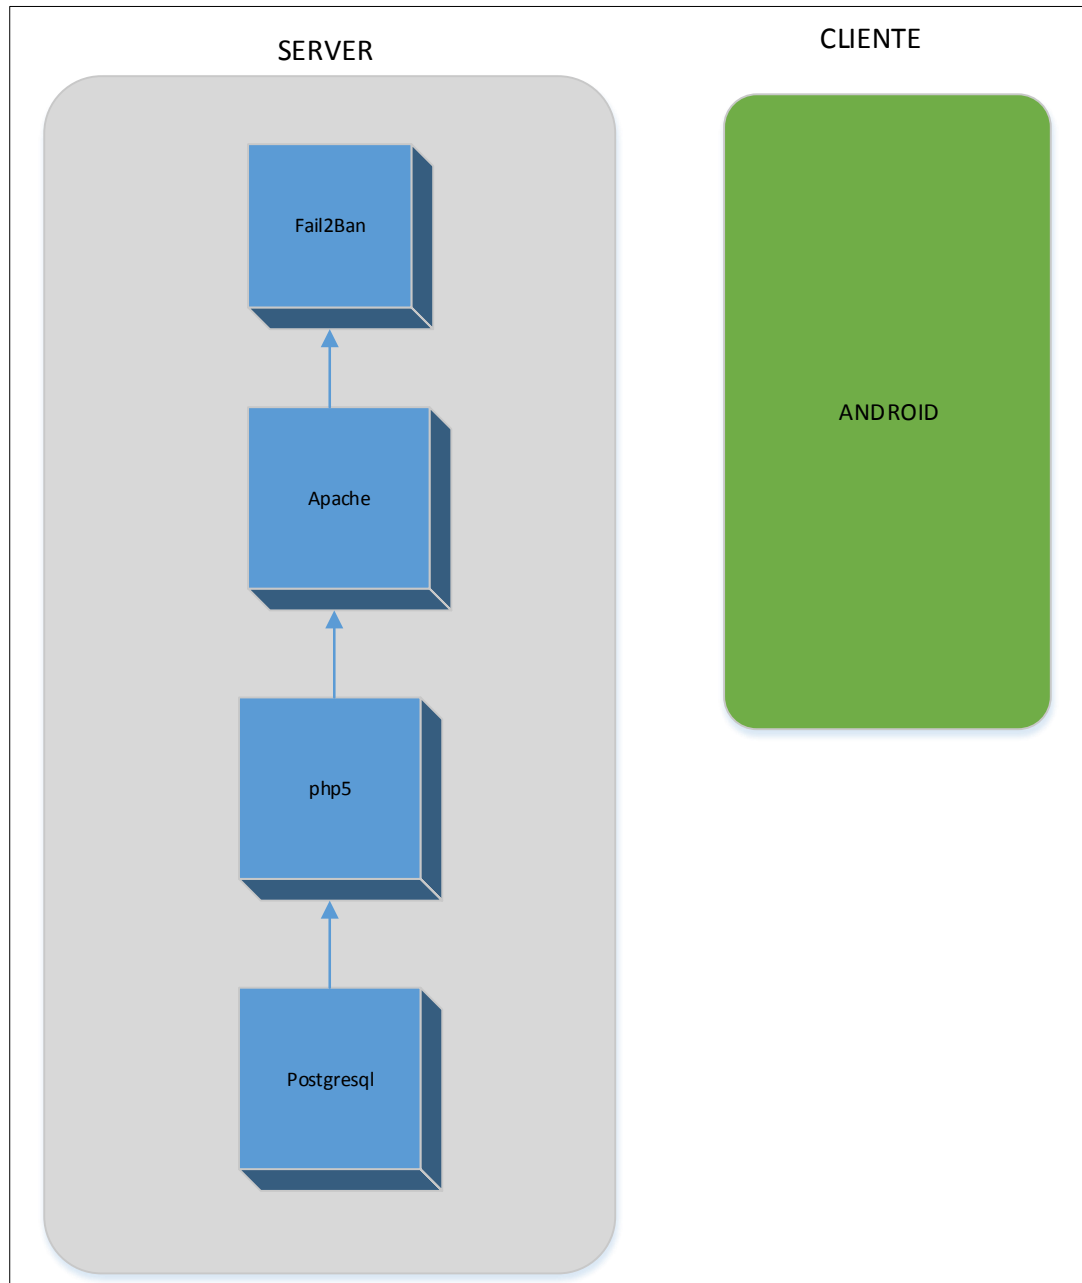 SERVER
CLIENTE
Fail2Ban
Apache
ANDROID
php5
Postgresql